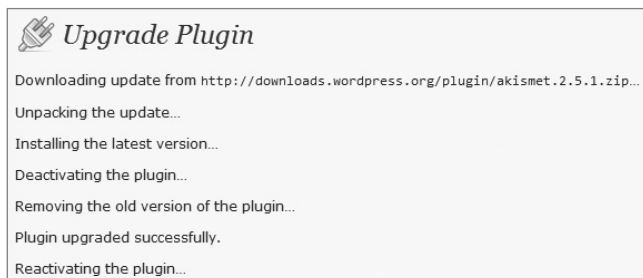 Upgrade Plugin
Downloading update from http://downloads.wordpress.org/plugin/akismet.2.5.1.zip…
Unpacking the update…
Installing the latest version…
Deactivating the plugin…
Removing the old version of the plugin…
Plugin upgraded successfully.
Reactivating the plugin…